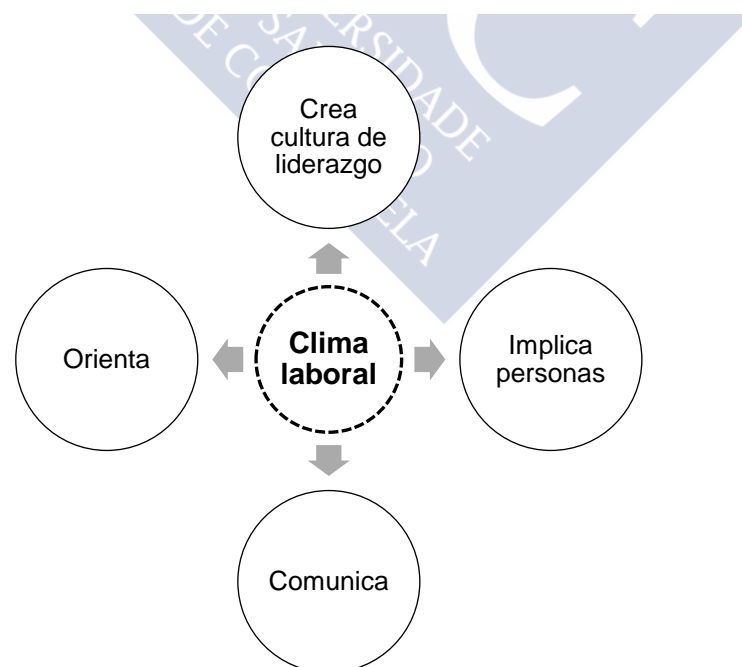 Crea
cultura de
liderazgo
Orienta
Clima
laboral
Implica
personas
Comunica